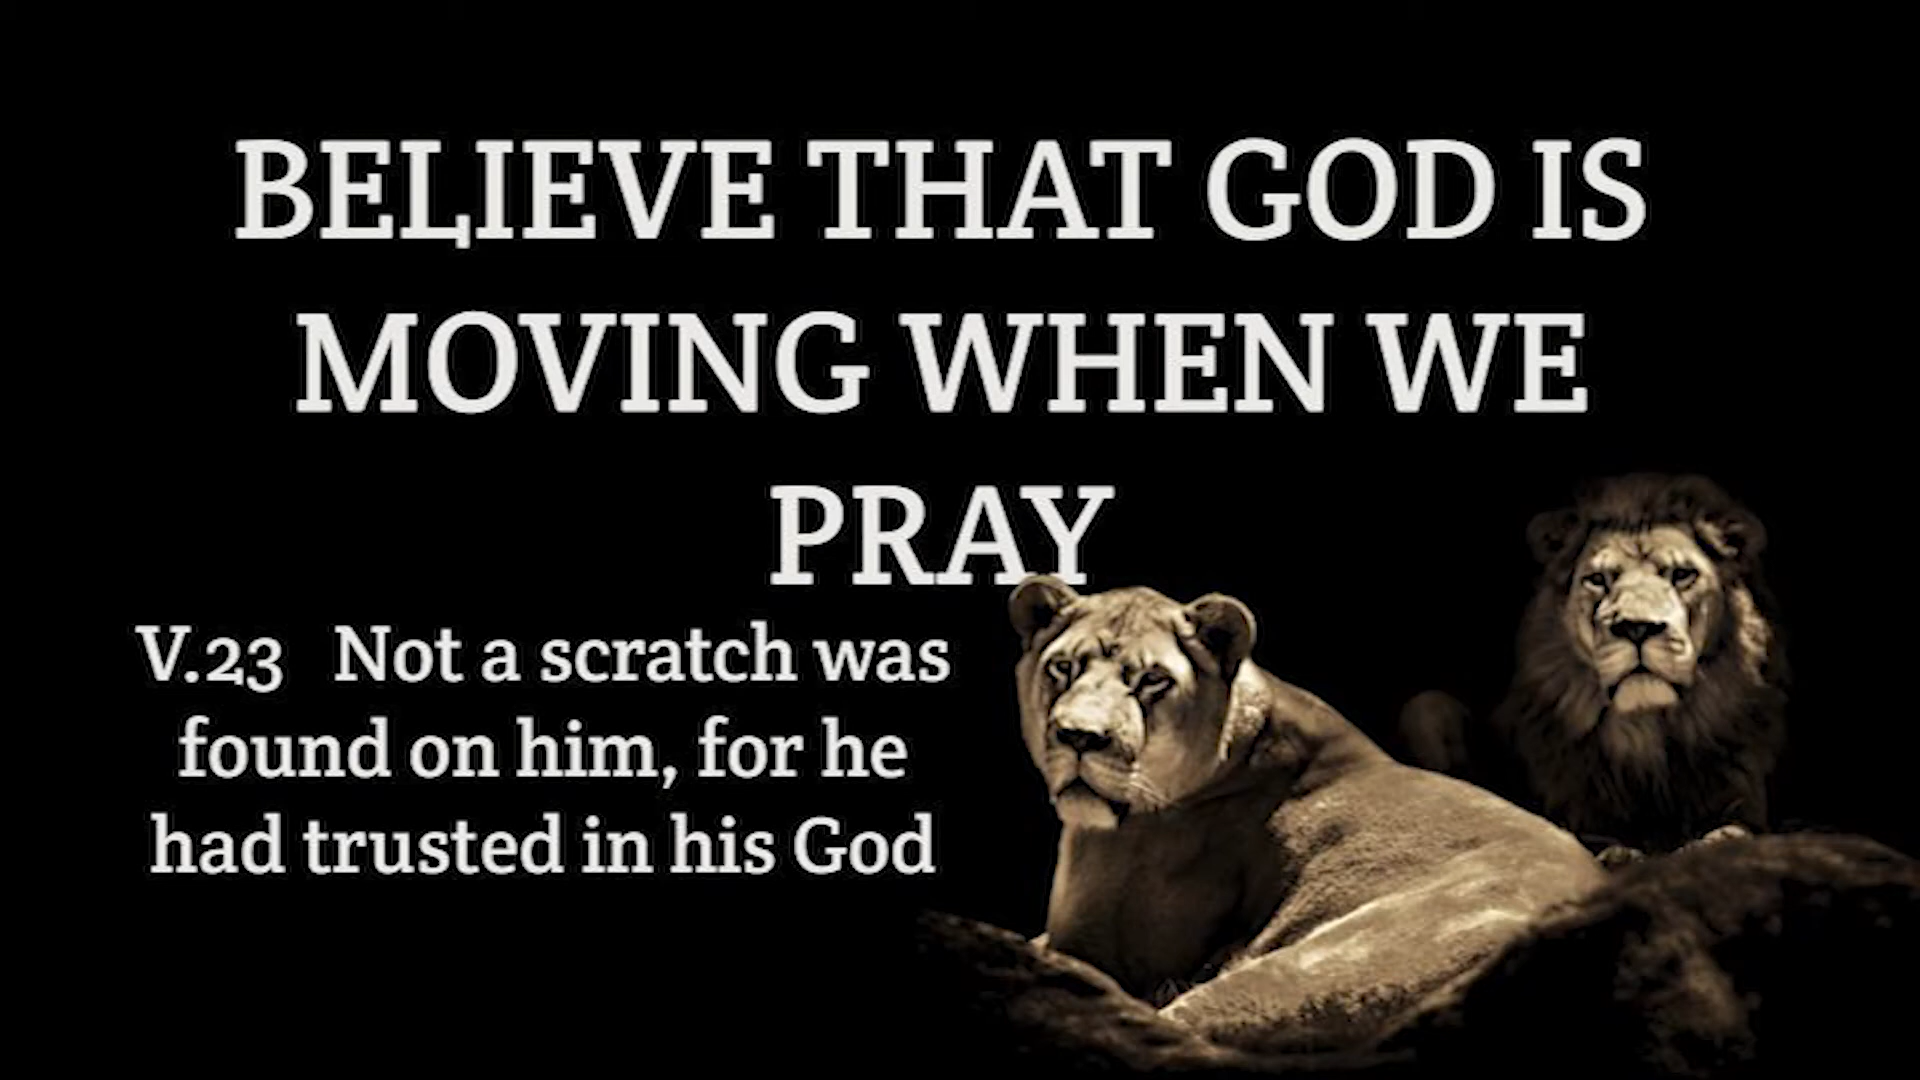 BELIEVE THAT GOD IS
MOVING WHEN WE
PRAY
V.23 Not a scratch was
found on him, for he
had trusted in his God